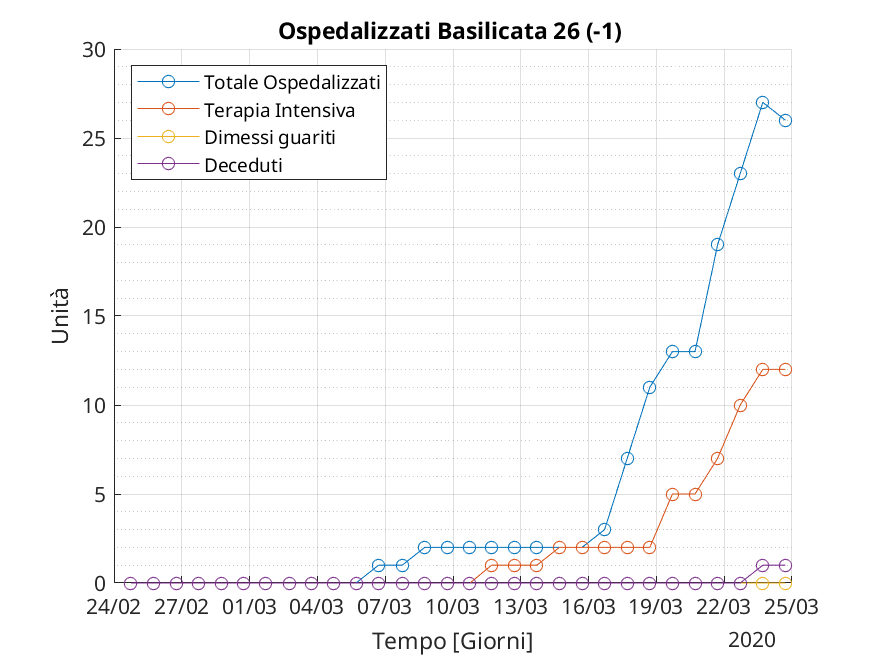 Ospedalizzati Basilicata 26 (-1)
30
25
20
15
10
5
0
Unità
Totale Ospedalizzati
Terapia Intensiva
Dimessi guariti
Deceduti
24/02 27/02 01/03 04/03 07/03 10/03 13/03 16/03 19/03 22/03 25/03
Tempo [Giorni]
2020